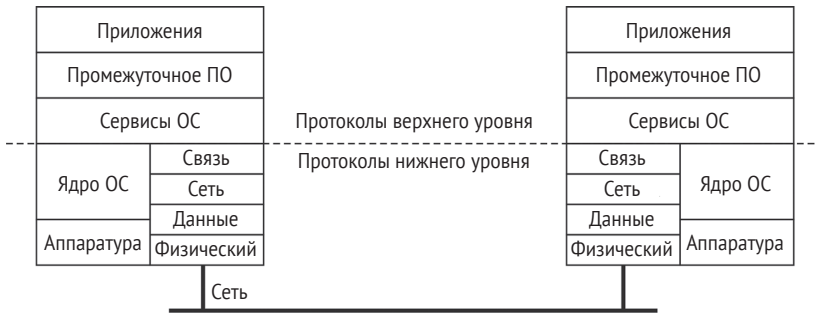 Приложения
Промежуточное ПО
Сервисы ОС
Связь
Ядро ОС
Сеть
Данные
Аппаратура
Физический
Сеть
Протоколы верхнего уровня
Протоколы нижнего уровня
Приложения
Промежуточное ПО
Сервисы ОС
Связь
Сеть
Ядро ОС
Данные
Физический
Аппаратура